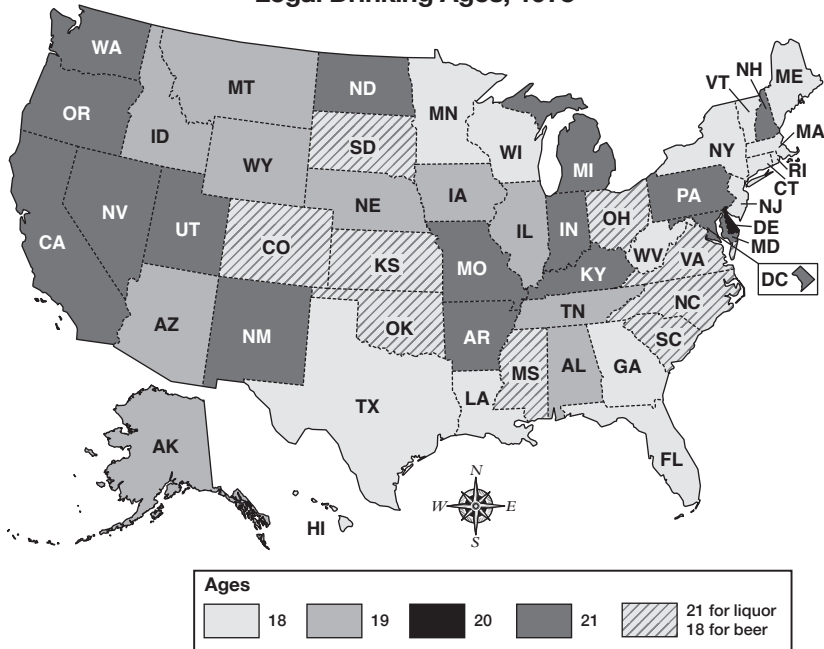 Legal Drinking Ages,
WA
MT
ND
MN
VT
NH
ME
OR
ID
WY
SD
WI
MI
NY
MA
RI
CT
NV
UT
NE
IA
PA
NJ
CA
CO
KS
MO
IL
IN
OH
WV
VA
DE
MD
DC
KY
AZ
NM
OK
AR
TN
NC
SC
MS
AL
GA
TX
LA
FL
AK
HI
N
W
E
S
Ages
18
19
20
21
21 for liquor
18 for beer